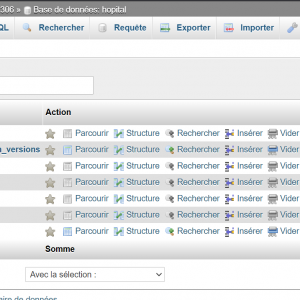 306 » Base de données: hopital
QL Rechercher Requête Exporter Importer
Action
Parcourir Structure Rechercher Insérer Vider
_versions Parcourir Structure Rechercher Insérer Vider
Parcourir Structure Rechercher Insérer Vider
Parcourir Structure Rechercher Insérer Vider
Parcourir Structure Rechercher Insérer Vider
Parcourir Structure Rechercher Insérer Vider
Parcourir Structure Rechercher Insérer Vider
Somme
Avec la sélection :
aire de données